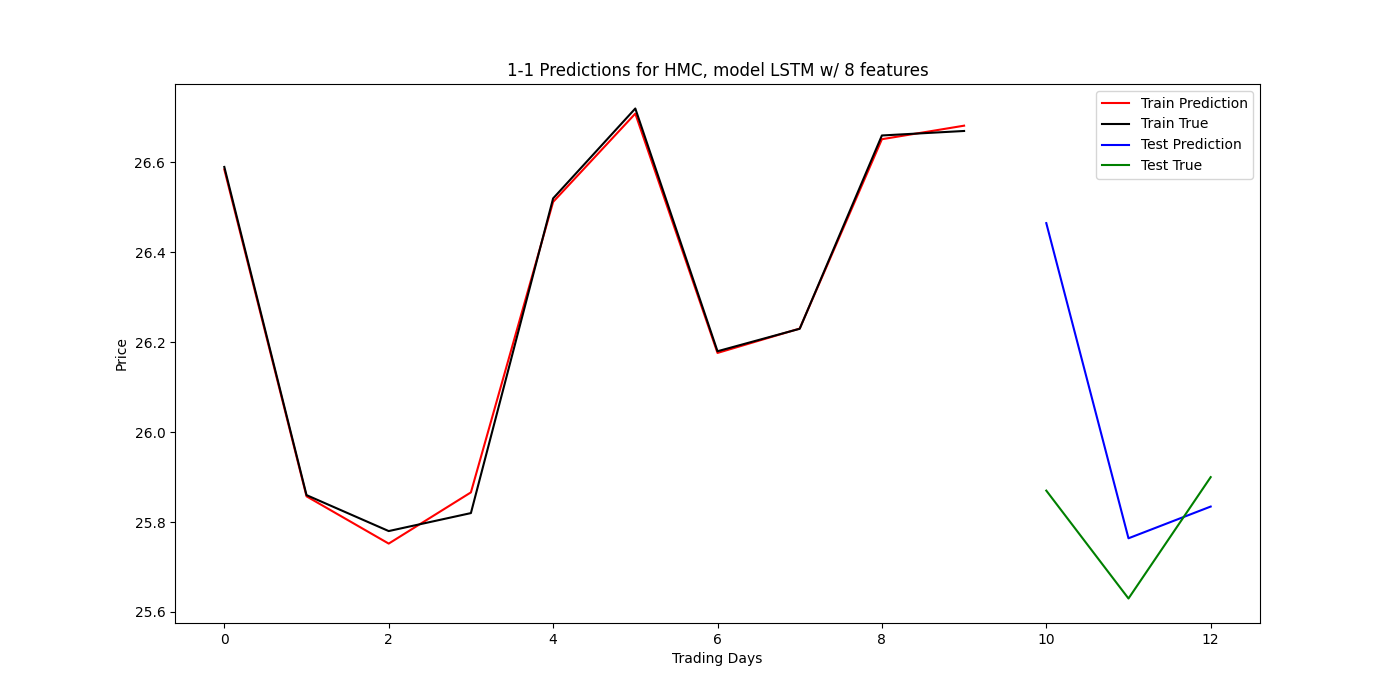 1-1 Predictions for HMC, model LSTM w/ 8 features
Train Prediction
Train True
Test Prediction
Test True
Price
26.6
26.4
26.2
26.0
25.8
25.6
0 2 4 6 8 10 12
Trading Days